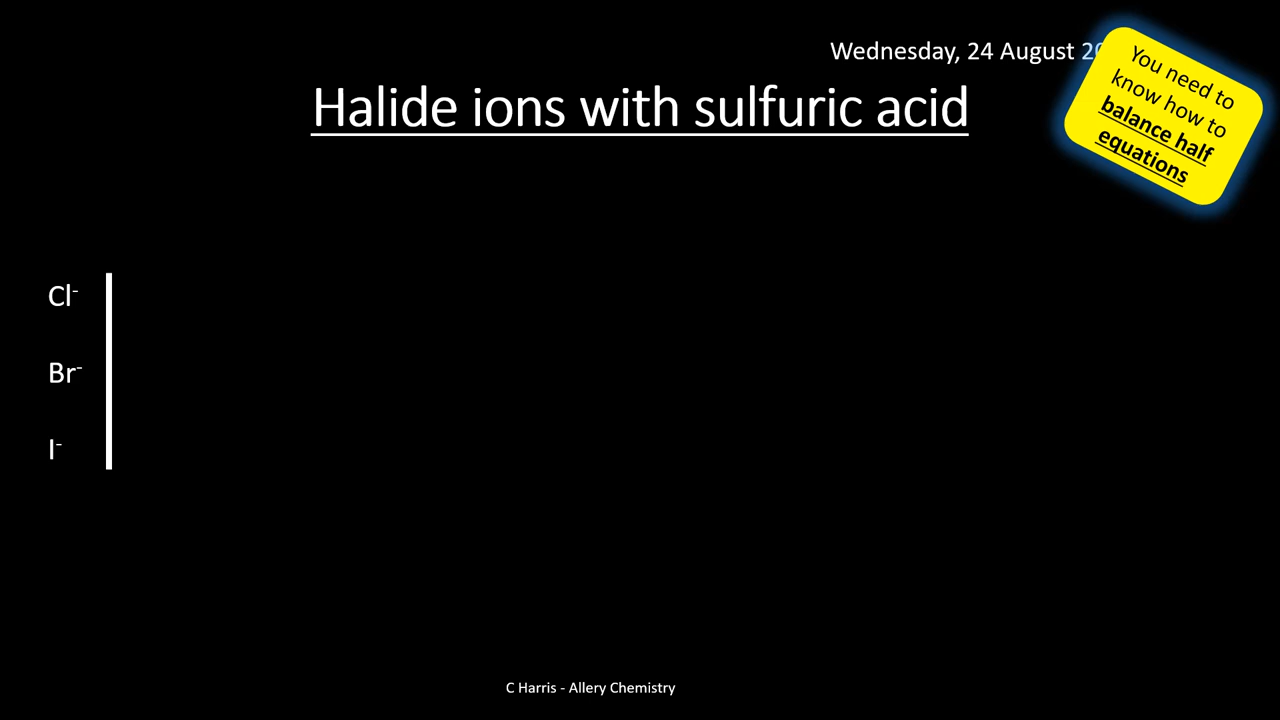 Wednesday, 24 August
You need to
know how to
balance half
equations
Halide ions with sulfuric acid
Cl⁻
Br⁻
I⁻
C Harris - Allery Chemistry